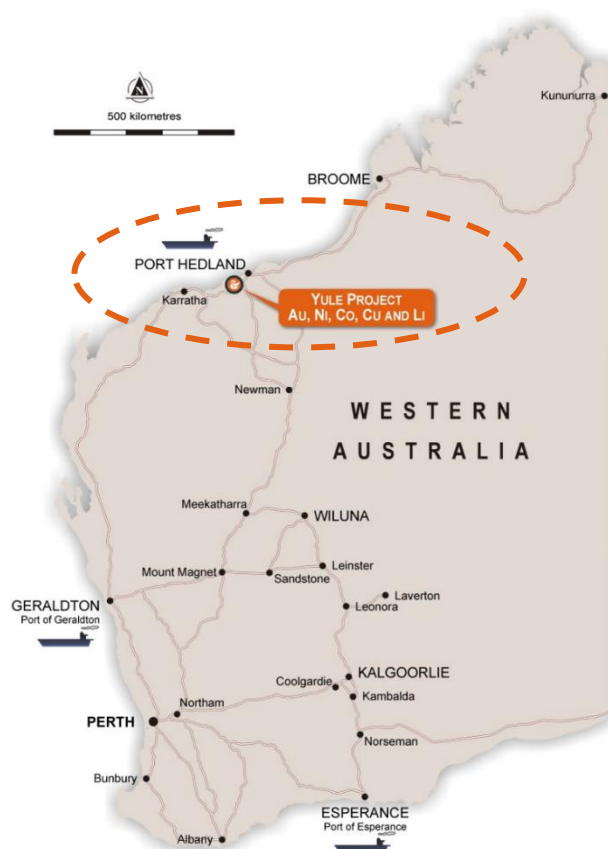 N
500 kilometres
Kununurra
BROOME
PORT HEDLAND
Karratha
YULE PROJECT
AU, NI, CO, CU AND LI
Newman
WESTERN
AUSTRALIA
Meekatharra
WILUNA
Mount Magnet
Sandstone
Leinster
Laverton
Leonora
GERALDTON
Port of Geraldton
KALGOORLIE
Coolgardie
Kambalda
Northam
PERTH
Norseman
Bunbury
ESPERANCE
Port of Esperance
Albany